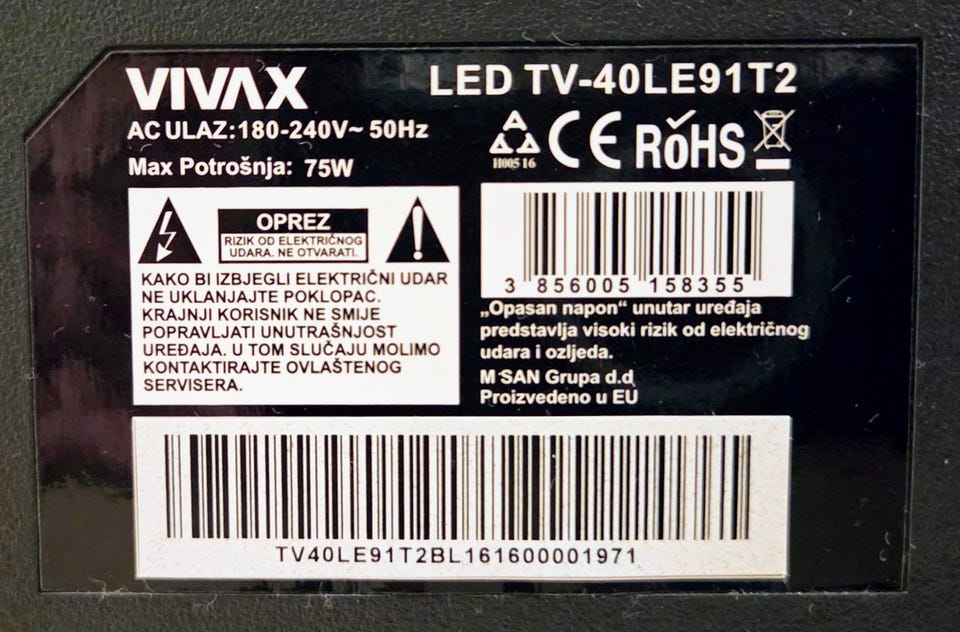 VIVAX
LED TV-40LE91T2
AC ULAZ:180-240V~ 50Hz
Max Potrošnja: 75W
H00516
CE RoHS
OPREZ
RIZIK OD ELEKTRIČNOG
UDARA. NE OTVARATI.
KAKO BI IZBJEGLI ELEKTRIČNI UDAR
NE UKLANJAJTE POKLOPAC.
KRAJNJI KORISNIK NE SMIJE
POPRAVLJATI UNUTRAŠNJOST
UREĐAJA. U TOM SLUČAJU MOLIMO
KONTAKTIRAJTE OVLAŠTENOG
SERVISERA.
3 856005 158355
„Opasan napon“ unutar uređaja
predstavlja visoki rizik od električnog
udara i ozljeda.
M SAN Grupa d.d
Proizvedeno u EU
TV40LE91T2BL161600001971